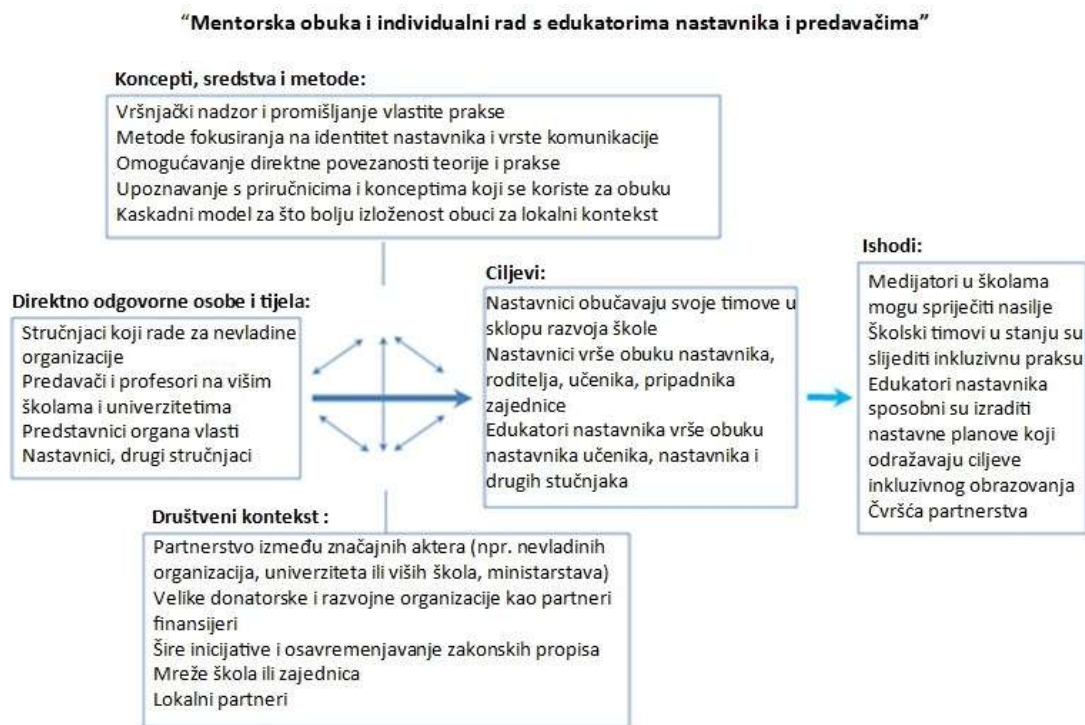 “Mentorska obuka i individualni rad s edukatorima nastavnika i predavačima”
Koncepti, sredstva i metode:
Vršnjački nadzor i promišljanje vlastite prakse
Metode fokusiranja na identitet nastavnika i vrste komunikacije
Omogućavanje direktne povezanosti teorije i prakse
Upoznavanje s priručnicima i konceptima koji se koriste za obuku
Kaskadni model za što bolju izloženost obuci za lokalni kontekst
Direktno odgovorne osobe i tijela:
Stručnjaci koji rade za nevladine
organizacije
Predavači i profesori na višim
školama i univerzitetima
Predstavnici organa vlasti
Nastavnici, drugi stručnjaci
Ciljevi:
Nastavnici obučavaju svoje timove u
sklopu razvoja škole
Nastavnici vrše obuku nastavnika,
roditelja, učenika, pripadnika
zajednice
Edukatori nastavnika vrše obuku
nastavnika učenika, nastavnika i
drugih stučnjaka
Ishodi:
Medijatori u školama
mogu spriječiti nasilje
Školski timovi u stanju su
slijediti inkluzivnu praksu
Edukatori nastavnika
sposobni su izraditi
nastavne planove koji
odražavaju ciljeve
inkluzivnog obrazovanja
Čvršća partnerstva
Društveni kontekst :
Partnerstvo između značajnih aktera (npr. nevladinih
organizacija, univerziteta ili viših škola, ministarstava)
Velike donatorske i razvojne organizacije kao partneri
finansijeri
Šire inicijative i osavremenjavanje zakonskih propisa
Mreže škola ili zajednica
Lokalni partneri